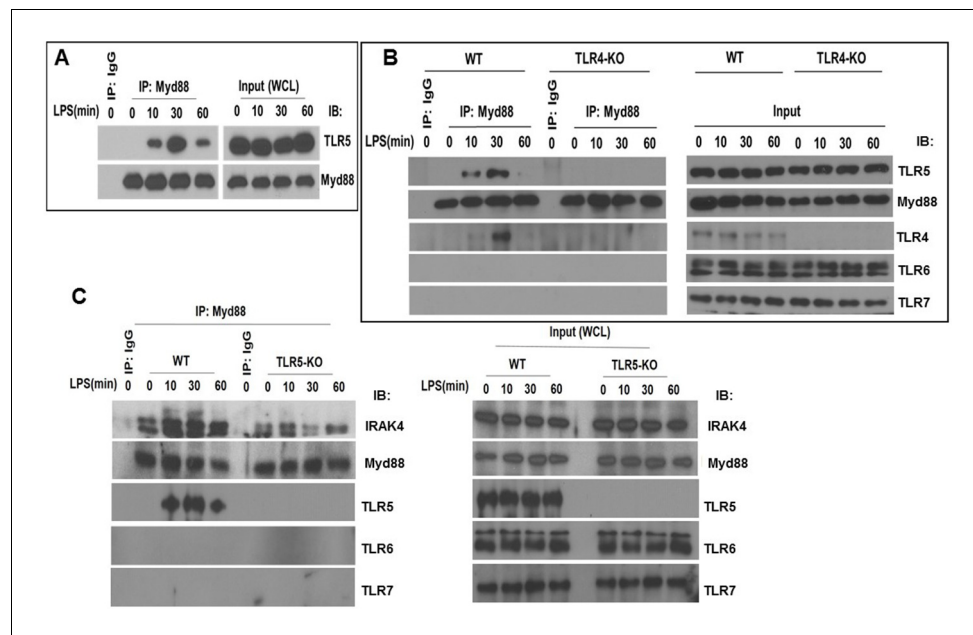 A
IP: IgG
IP: Myd88
Input (WCL)
LPS(min)
0 0 10 30 60 0 10 30 60 IB:
TLR5
Myd88
B
WT
TLR4-KO
WT
TLR4-KO
IP: IgG
IP: Myd88
IP: IgG
IP: Myd88
Input
LPS(min)
0 0 10 30 60 0 0 10 30 60 0 10 30 60 0 10 30 60 IB:
TLR5
Myd88
TLR4
TLR6
TLR7
C
IP: Myd88
IP: IgG
WT
IP: IgG
TLR5-KO
LPS(min) 0 0 10 30 60 0 0 10 30 60
IB:
IRAK4
Myd88
TLR5
TLR6
TLR7
Input (WCL)
WT
TLR5-KO
LPS(min) 0 10 30 60 0 10 30 60
IB:
IRAK4
Myd88
TLR5
TLR6
TLR7